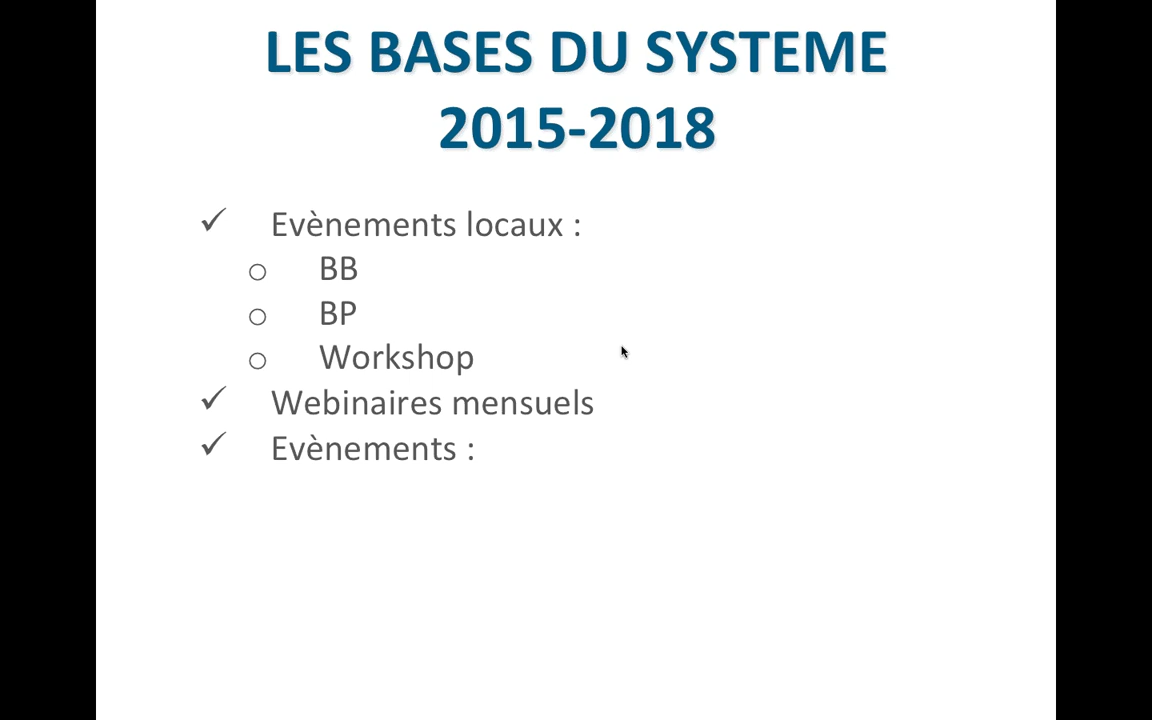 LES BASES DU SYSTEME
2015-2018
✓ Evènements locaux :
o BB
o BP
o Workshop
✓ Webinaires mensuels
✓ Evènements :